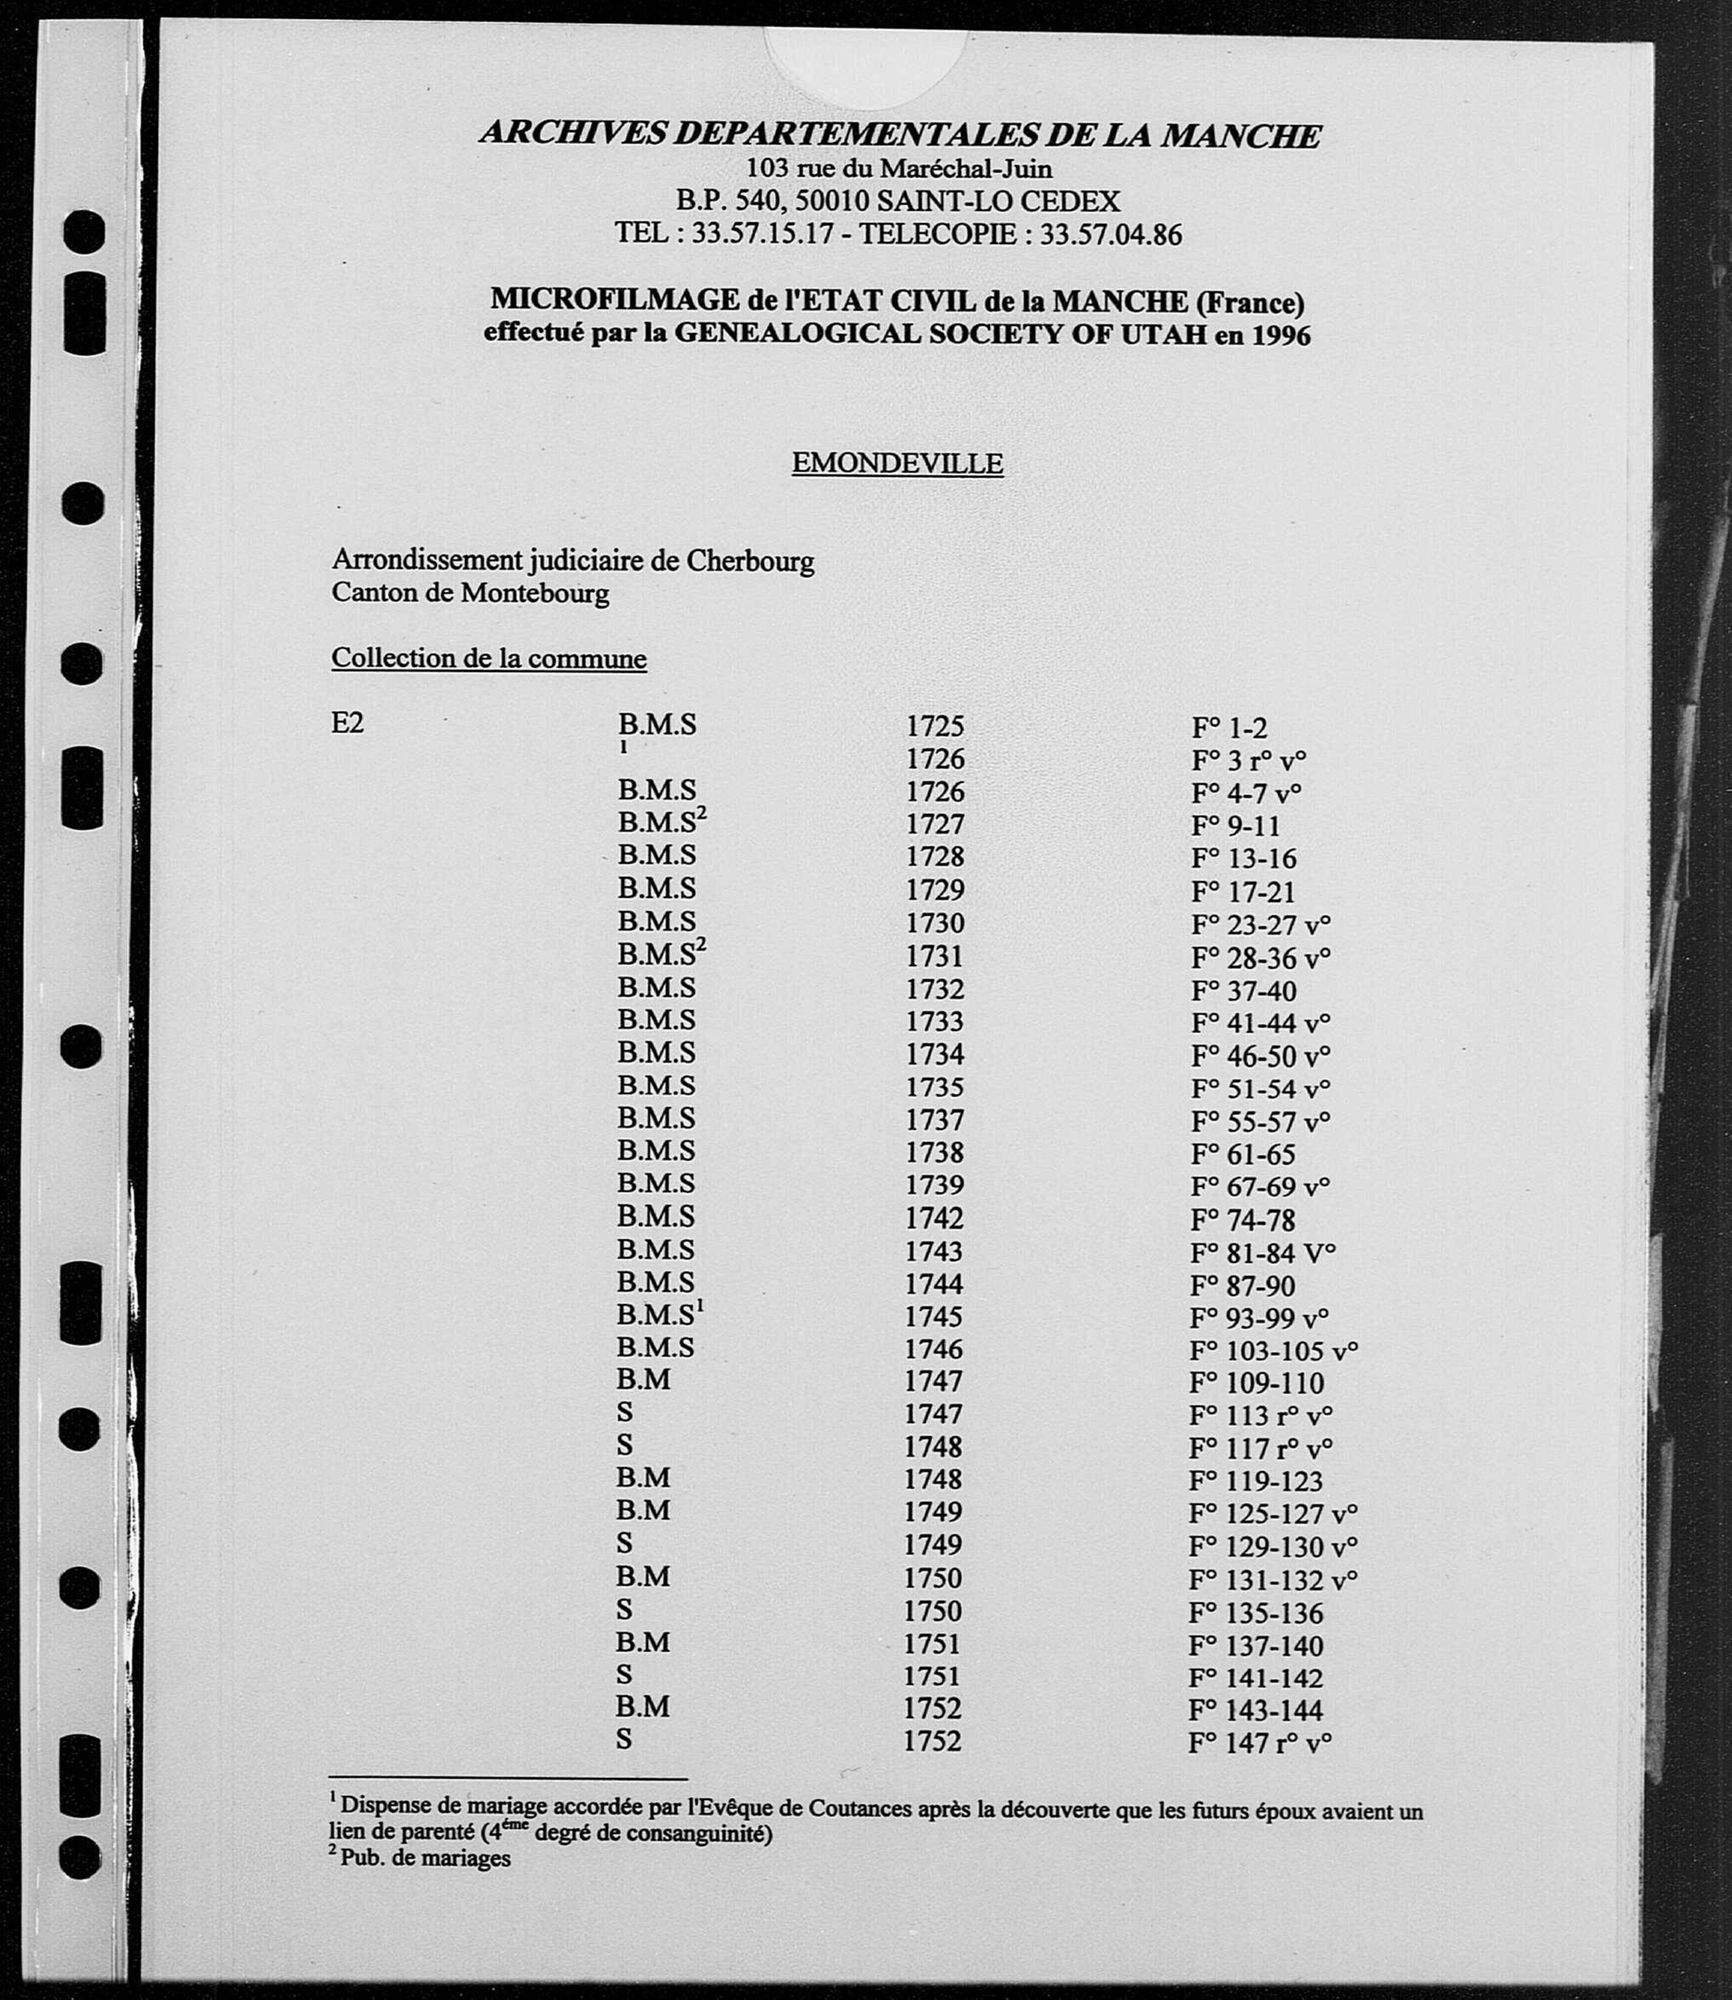 ARCHIVES DEPARTEMENTALES DE LA MANCHE
103 rue du Maréchal-Juin
B.P. 540, 50010 SAINT-LO CEDEX
TEL : 33.57.15.17 - TELECOPIE : 33.57.04.86
MICROFILMAGE de l'ETAT CIVIL de la MANCHE (France)
effectué par la GENEALOGICAL SOCIETY OF UTAH en 1996
EMONDEVILLE
Arrondissement judiciaire de Cherbourg
Canton de Montebourg
Collection de la commune
E2 B.M.S 1725 F° 1-2
¹ 1726 F° 3 r° v°
B.M.S 1726 F° 4-7 v°
B.M.S² 1727 F° 9-11
B.M.S 1728 F° 13-16
B.M.S 1729 F° 17-21
B.M.S 1730 F° 23-27 v°
B.M.S² 1731 F° 28-36 v°
B.M.S 1732 F° 37-40
B.M.S 1733 F° 41-44 v°
B.M.S 1734 F° 46-50 v°
B.M.S 1735 F° 51-54 v°
B.M.S 1737 F° 55-57 v°
B.M.S 1738 F° 61-65
B.M.S 1739 F° 67-69 v°
B.M.S 1742 F° 74-78
B.M.S 1743 F° 81-84 V°
B.M.S 1744 F° 87-90
B.M.S¹ 1745 F° 93-99 v°
B.M.S 1746 F° 103-105 v°
B.M 1747 F° 109-110
S 1747 F° 113 r° v°
S 1748 F° 117 r° v°
B.M 1748 F° 119-123
B.M 1749 F° 125-127 v°
S 1749 F° 129-130 v°
B.M 1750 F° 131-132 v°
S 1750 F° 135-136
B.M 1751 F° 137-140
S 1751 F° 141-142
B.M 1752 F° 143-144
S 1752 F° 147 r° v°
¹ Dispense de mariage accordée par l'Evêque de Coutances après la découverte que les futurs époux avaient un
lien de parenté (4ème degré de consanguinité)
² Pub. de mariages